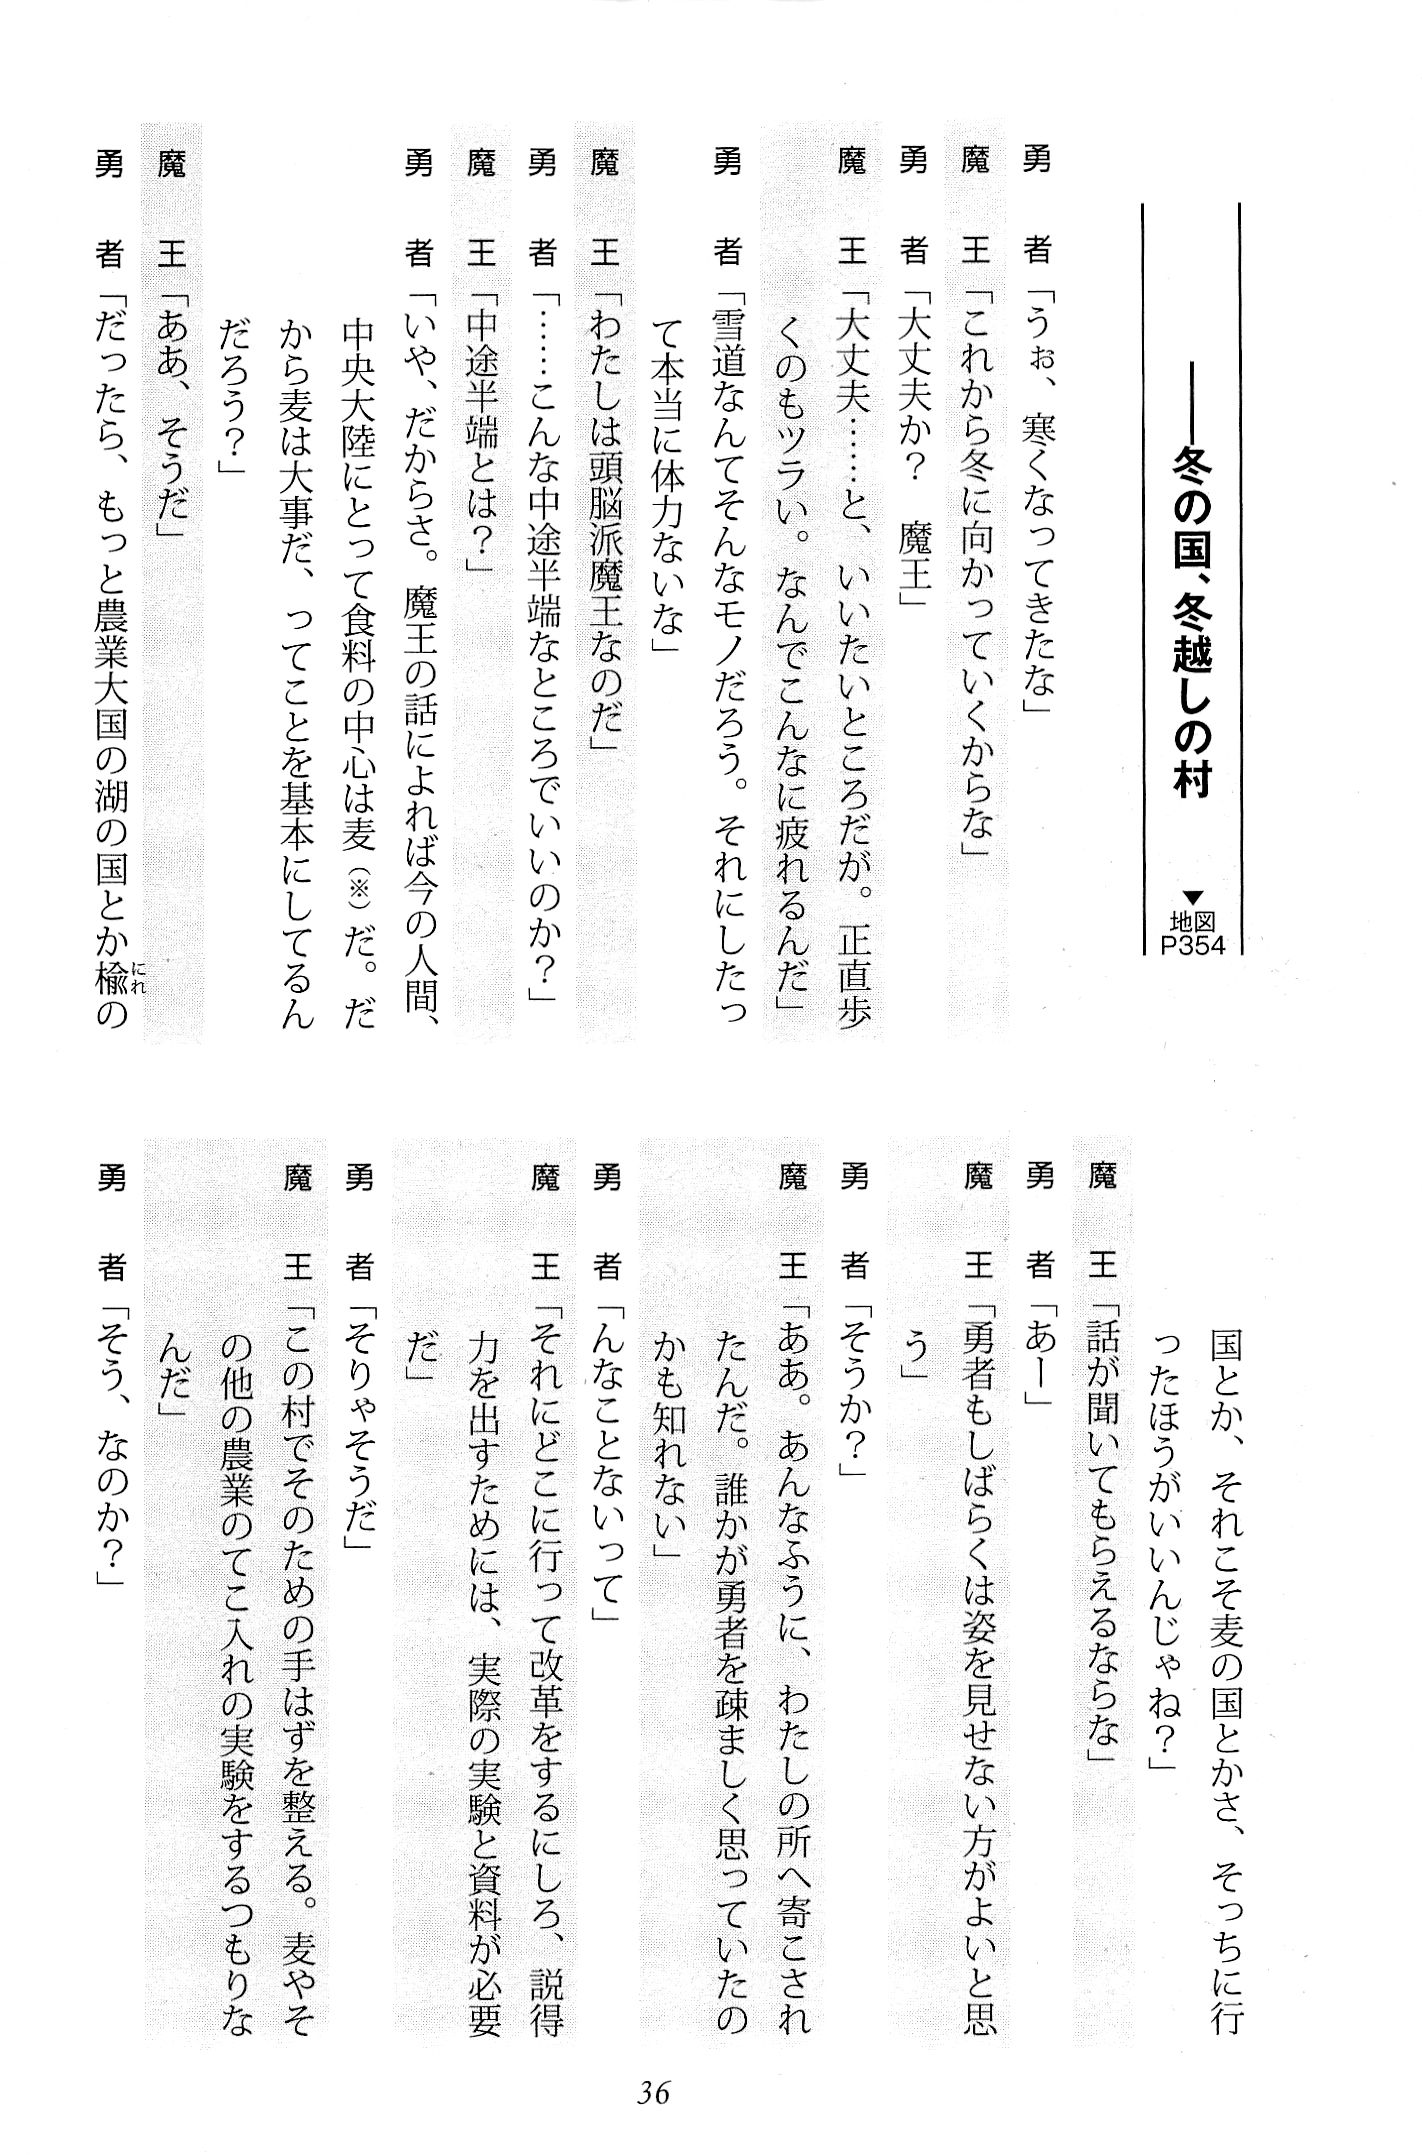 ――冬の国、冬越しの村
▼
地図
P354
勇者「うぉ、寒くなってきたな」
魔王「これから冬に向かっていくからな」
勇者「大丈夫か？　魔王」
魔王「大丈夫……と、いいたいところだが。正直歩
くのもツラい。なんでこんなに疲れるんだ」
勇者「雪道なんてそんなモノだろう。それにしたっ
て本当に体力ないな」
魔王「わたしは頭脳派魔王なのだ」
勇者「……こんな中途半端なところでいいのか？」
魔王「中途半端とは？」
勇者「いや、だからさ。魔王の話によれば今の人間、
中央大陸にとって食料の中心は麦（※）だ。だ
から麦は大事だ、ってことを基本にしてるん
だろう？」
魔王「ああ、そうだ」
勇者「だったら、もっと農業大国の湖の国とか楡の
にれ
国とか、それこそ麦の国とかさ、そっちに行
ったほうがいいんじゃね？」
魔王「話が聞いてもらえるならな」
勇者「あー」
魔王「勇者もしばらくは姿を見せない方がよいと思
う」
勇者「そうか？」
魔王「ああ。あんなふうに、わたしの所へ寄こされ
たんだ。誰かが勇者を疎ましく思っていたの
かも知れない」
勇者「んなことないって」
魔王「それにどこに行って改革をするにしろ、説得
力を出すためには、実際の実験と資料が必要
だ」
勇者「そりゃそうだ」
魔王「この村でそのための手はずを整える。麦やそ
の他の農業のてこ入れの実験をするつもりな
んだ」
勇者「そう、なのか？」
36